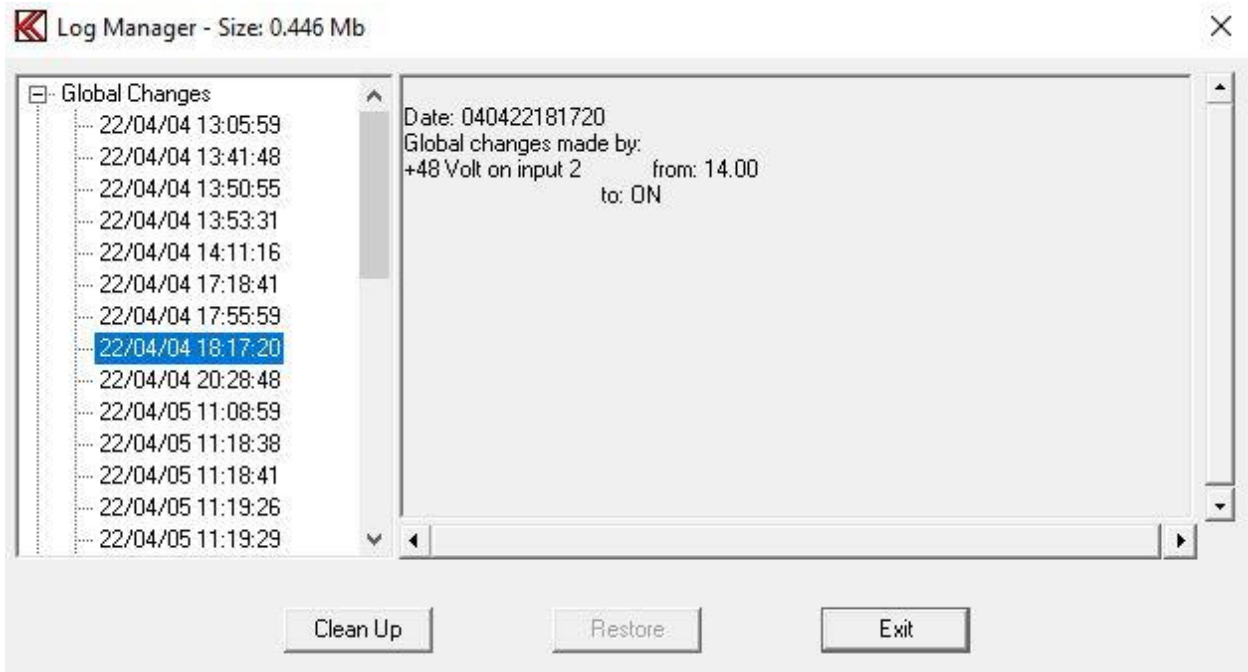 Log Manager - Size: 0.446 Mb
Global Changes
22/04/04 13:05:59
22/04/04 13:41:48
22/04/04 13:50:55
22/04/04 13:53:31
22/04/04 14:11:16
22/04/04 17:18:41
22/04/04 17:55:59
22/04/04 18:17:20
22/04/04 20:28:48
22/04/05 11:08:59
22/04/05 11:18:38
22/04/05 11:18:41
22/04/05 11:19:26
22/04/05 11:19:29
Date: 040422181720
Global changes made by:
+48 Volt on input 2 from: 14.00
to: ON
Clean Up Restore Exit